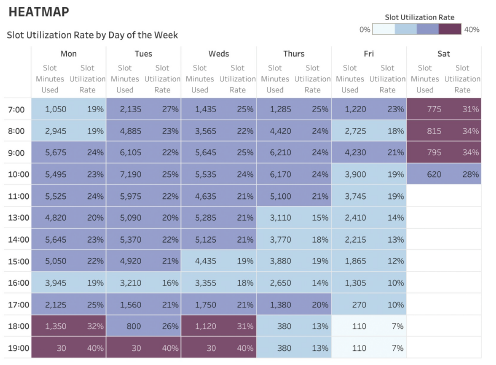 HEATMAP
Slot Utilization Rate
0% 40%
Slot Utilization Rate by Day of the Week
Mon Tues Weds Thurs Fri Sat
Slot Slot Slot Slot Slot Slot Slot Slot Slot Slot Slot Slot
Minutes Utilization Minutes Utilization Minutes Utilization Minutes Utilization Minutes Utilization Minutes Utilization
Used Rate Used Rate Used Rate Used Rate Used Rate Used Rate
7:00 1,050 19% 2,135 27% 1,435 25% 1,285 25% 1,220 23% 775 31%
8:00 2,945 19% 4,885 23% 3,565 22% 4,420 24% 2,725 18% 815 34%
9:00 5,675 24% 6,105 22% 5,645 25% 6,210 24% 4,230 21% 795 34%
10:00 5,495 23% 7,190 25% 5,535 24% 6,170 24% 3,900 19% 620 28%
11:00 5,525 24% 5,975 22% 4,635 21% 5,100 21% 3,745 19%
13:00 4,820 20% 5,090 20% 5,285 21% 3,110 15% 2,410 14%
14:00 5,645 23% 5,370 22% 5,125 21% 3,770 18% 2,215 13%
15:00 5,050 22% 4,920 21% 4,435 19% 3,880 19% 1,865 12%
16:00 3,945 19% 3,210 16% 3,355 18% 2,650 14% 1,305 10%
17:00 2,125 25% 1,560 21% 1,750 21% 1,380 20% 270 10%
18:00 1,350 32% 800 26% 1,120 31% 380 13% 110 7%
19:00 30 40% 30 40% 30 40% 380 13% 110 7%